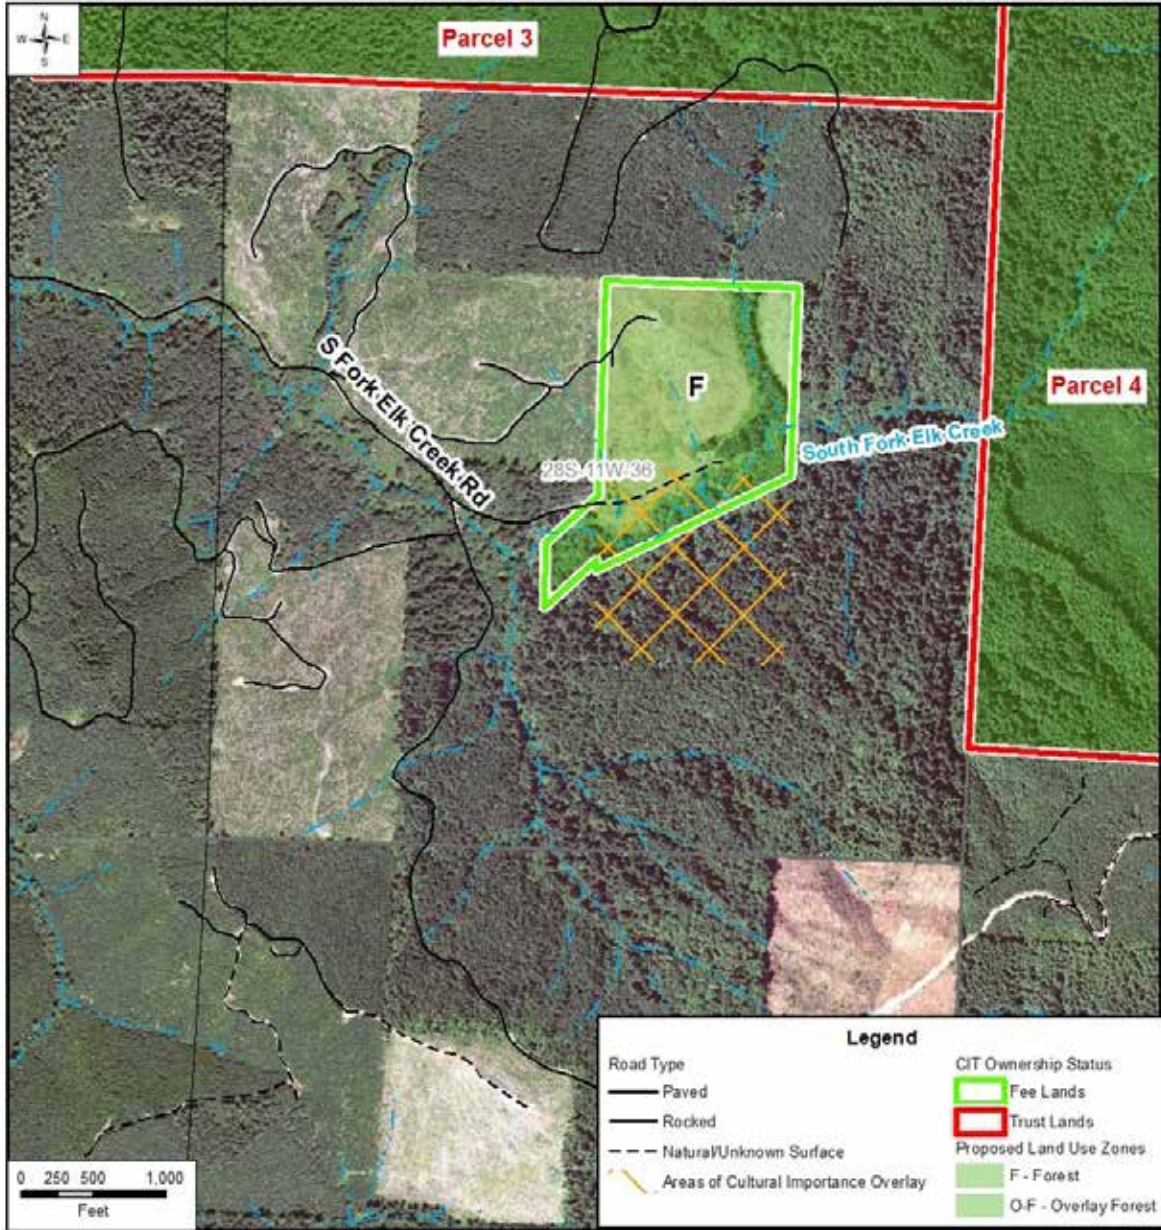 N
W E
S
Parcel 3
S Fork Elk Creek Rd
F
Parcel 4
South Fork Elk Creek
28S-11W-36
0 250 500 1,000
Feet
Legend
Road Type
Paved
Rocked
Natural/Unknown Surface
Areas of Cultural Importance Overlay
CIT Ownership Status
Fee Lands
Trust Lands
Proposed Land Use Zones
F - Forest
O-F - Overlay Forest